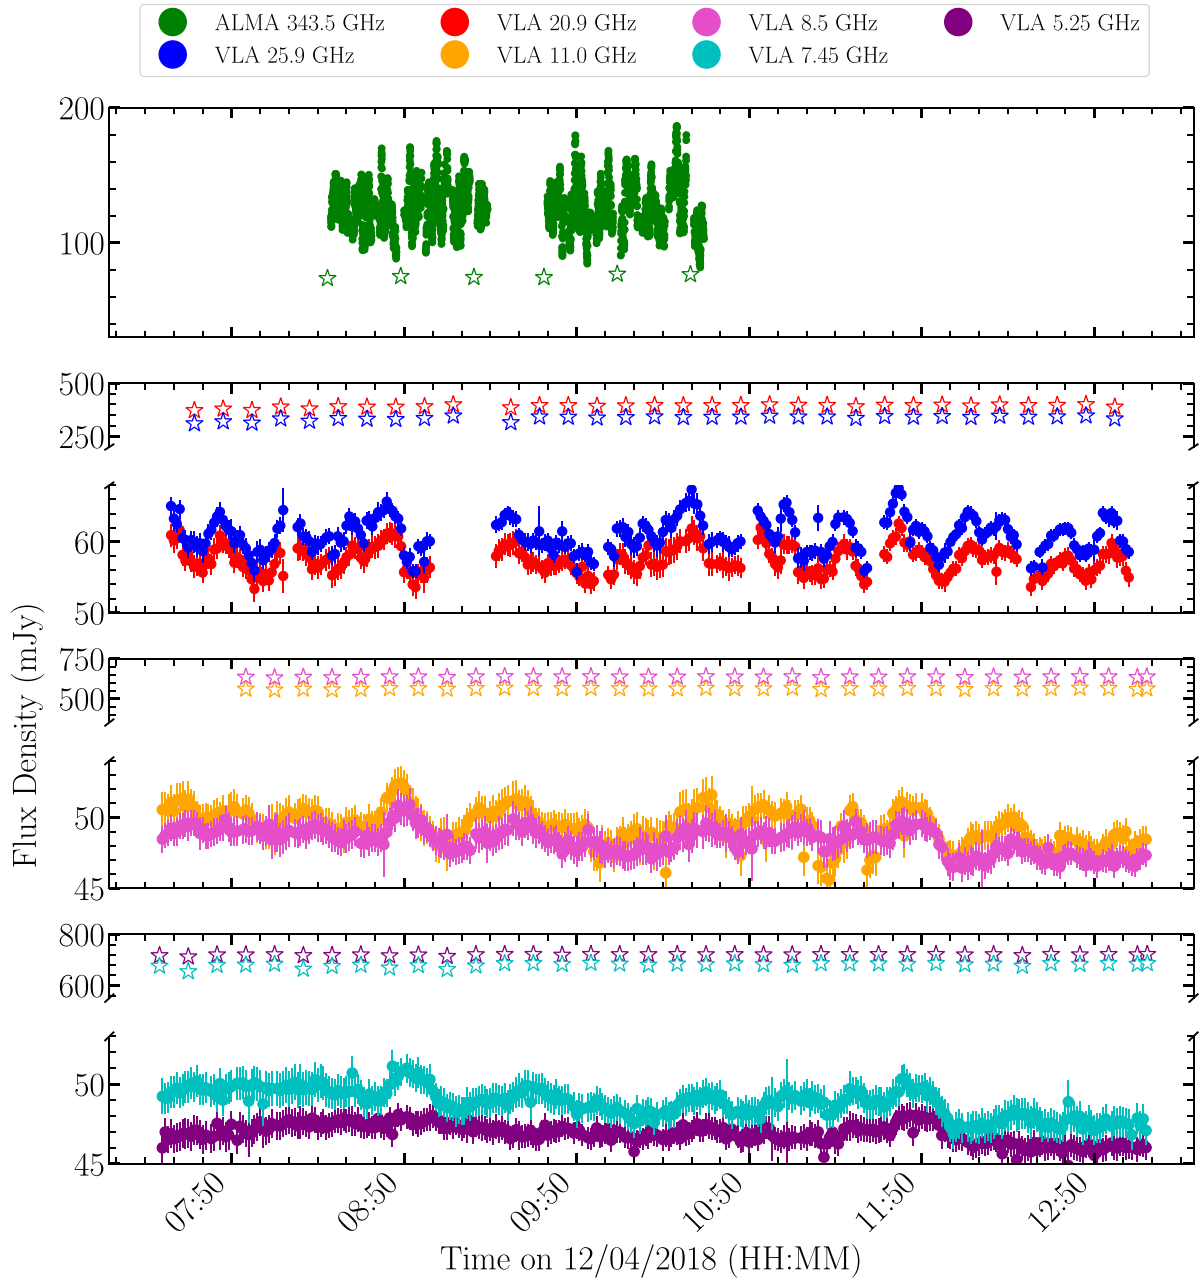 ALMA 343.5 GHz VLA 20.9 GHz VLA 8.5 GHz VLA 5.25 GHz
VLA 25.9 GHz VLA 11.0 GHz VLA 7.45 GHz
200
100
500
250
60
50
750
500
50
45
800
600
50
45
Flux Density (mJy)
07:50 08:50 09:50 10:50 11:50 12:50
Time on 12/04/2018 (HH:MM)